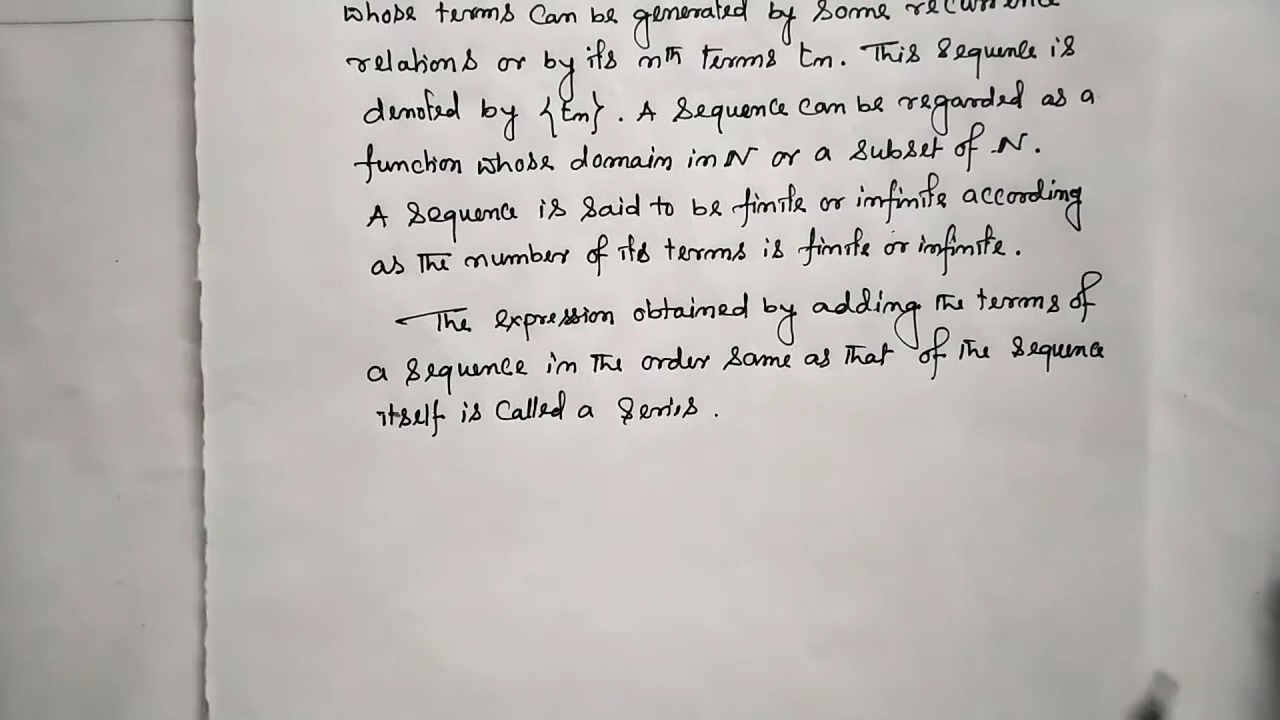 whose terms can be generated by some recurrence
relations or by its nth terms tn. This sequence is
denoted by {tn}. A sequence can be regarded as a
function whose domain in N or a subset of N.
A sequence is said to be finite or infinite according
as the number of its terms is finite or infinite.
The expression obtained by adding the terms of
a sequence in the order same as that of the sequence
itself is called a series.